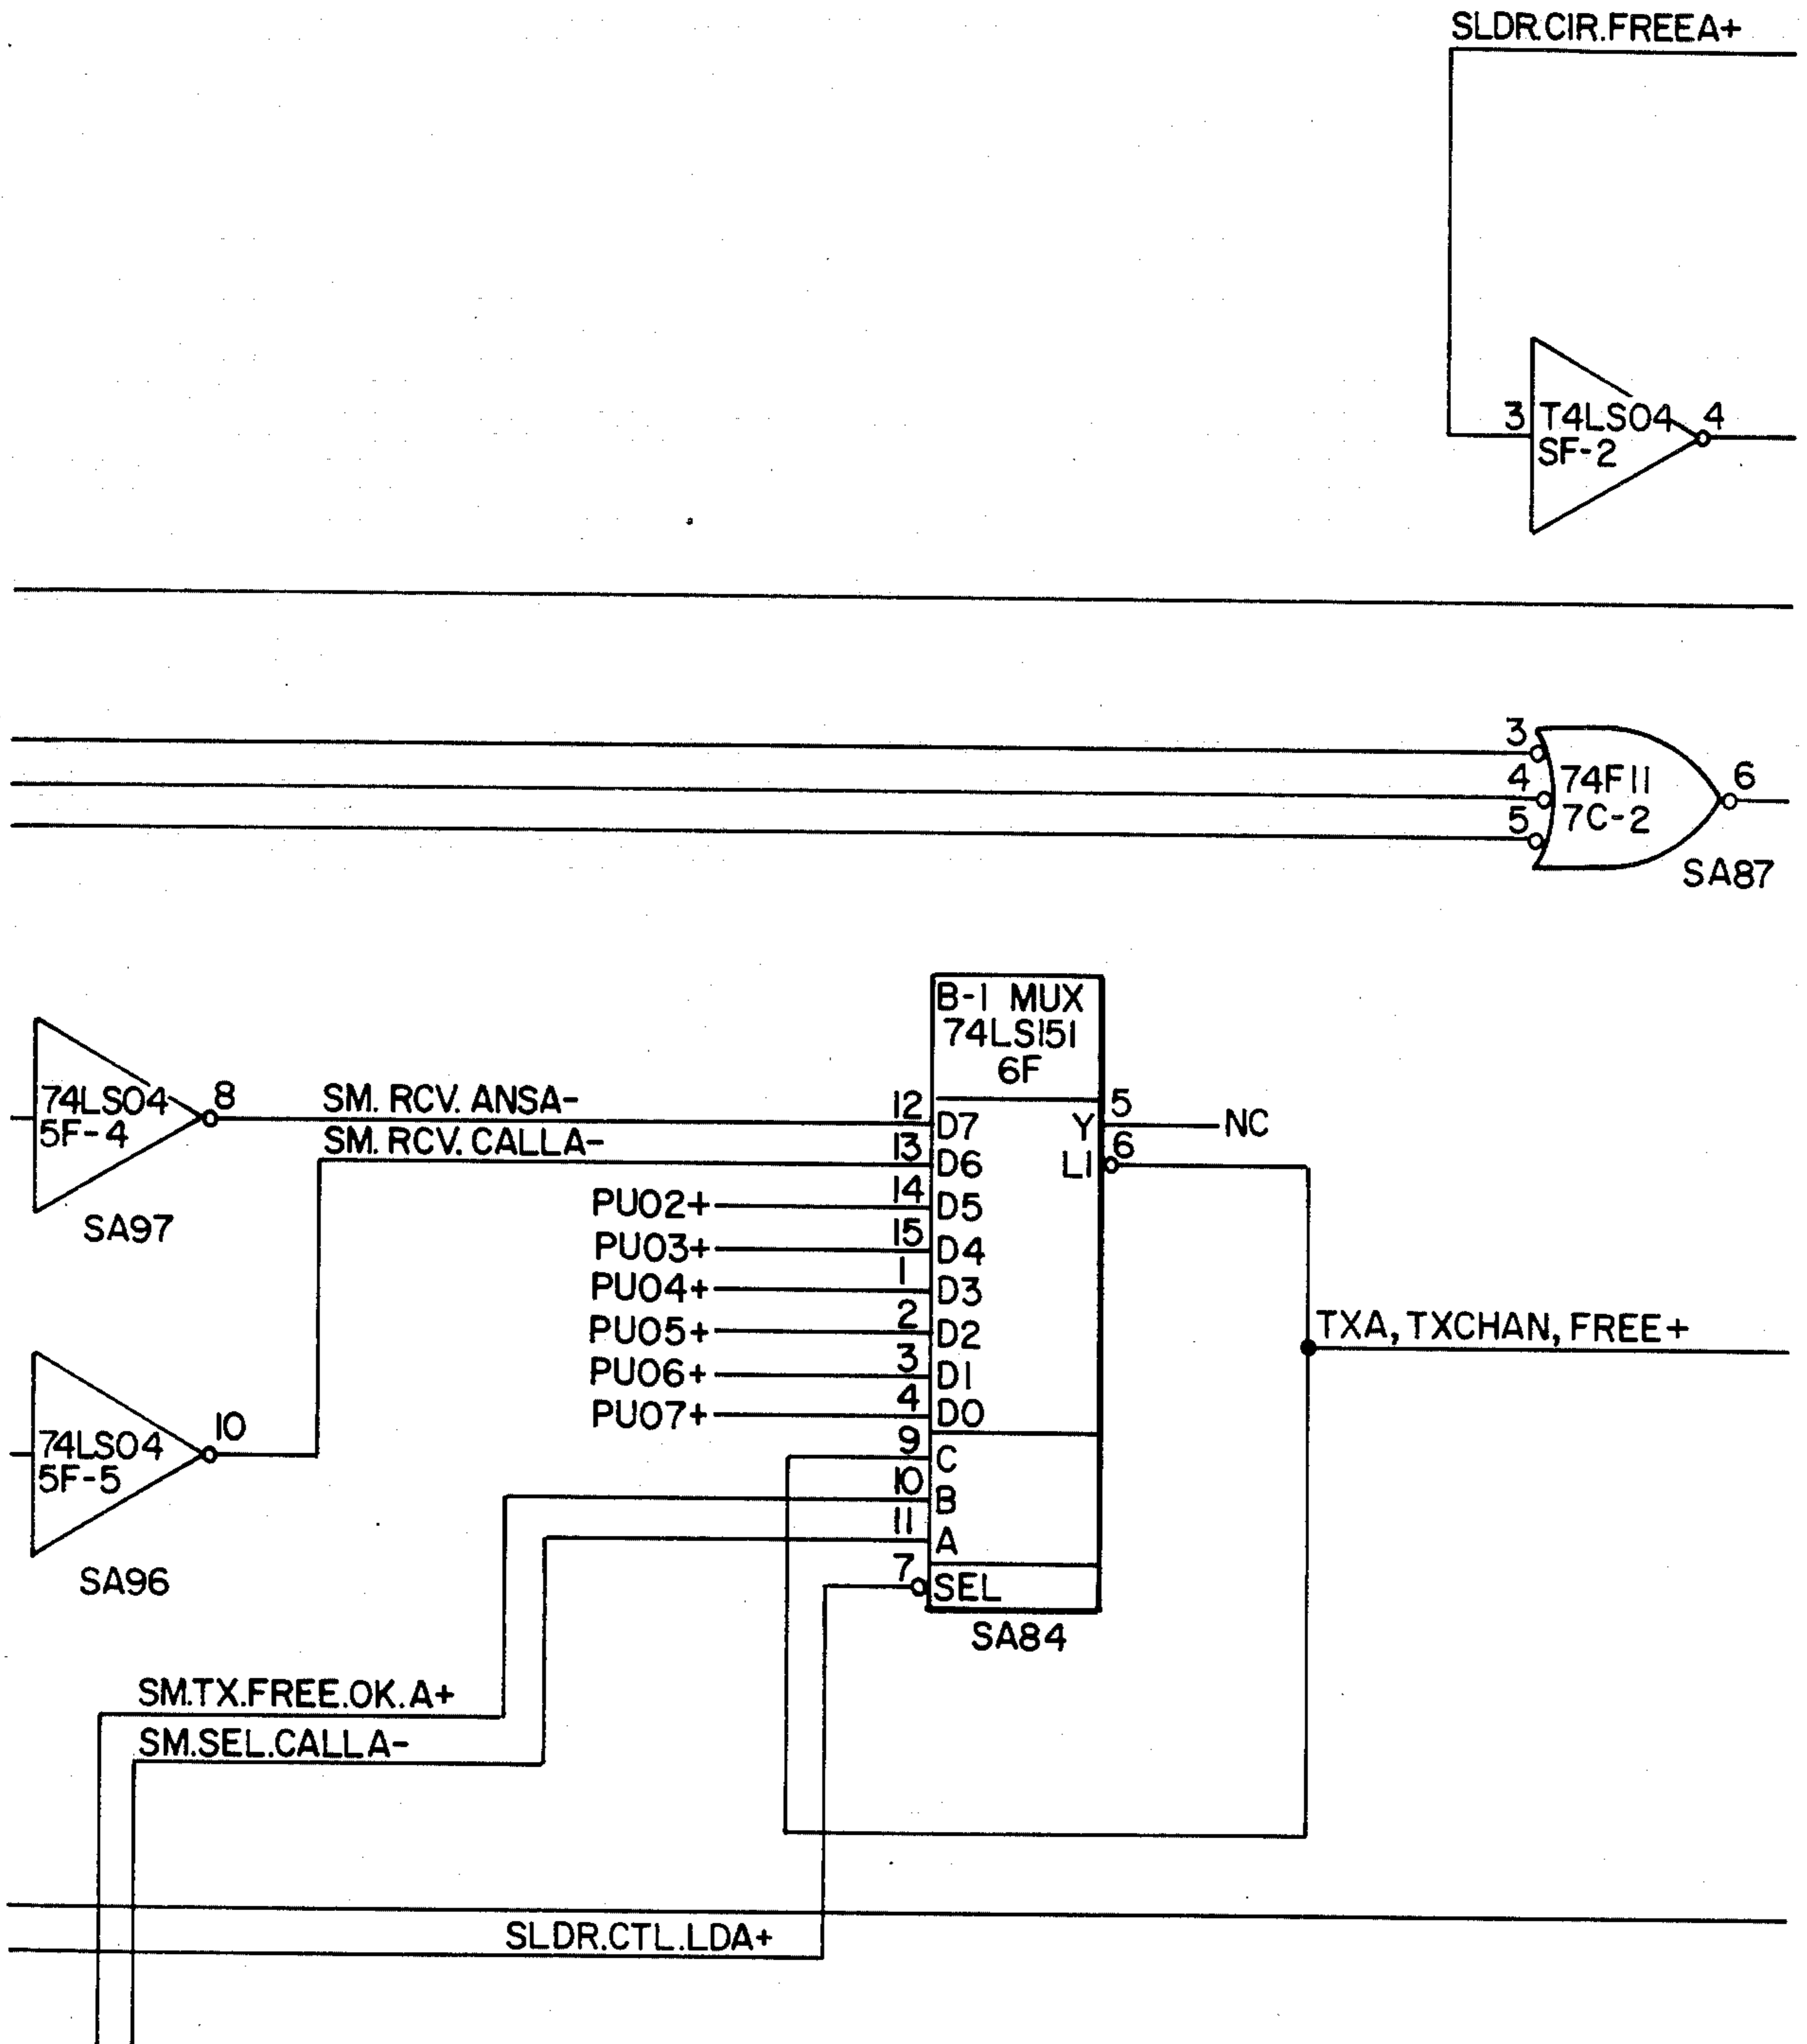 SLDR.CIR.FREEA+
3 T4LS04 4
SF-2
3
4 74F11 6
5 7C-2
SA87
B-1 MUX
74LS151
6F
74LS04 8
5F-4
SA97
SM. RCV. ANSA-
SM. RCV. CALLA-
12 D7 Y 5 NC
13 D6 LI 6
PU02+ 14 D5
PU03+ 15 D4
PU04+ 1 D3
PU05+ 2 D2
PU06+ 3 D1
PU07+ 4 D0
TXA, TXCHAN, FREE+
74LS04 10
5F-5
SA96
9 C
10 B
11 A
7 SEL
SA84
SM.TX.FREE.OK.A+
SM.SEL.CALLA-
SLDR.CTL.LDA+